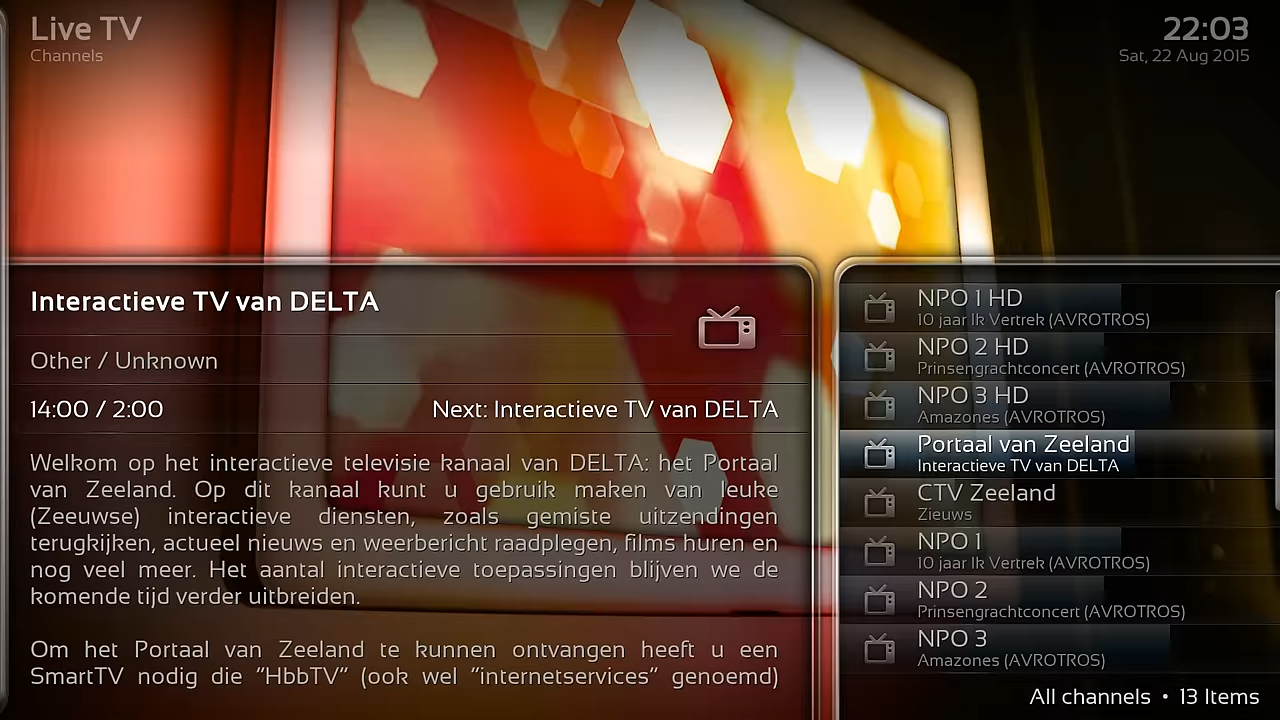 Live TV
Channels
22:03
Sat, 22 Aug 2015
Interactieve TV van DELTA
Other / Unknown
14:00 / 2:00
Next: Interactieve TV van DELTA
Welkom op het interactieve televisie kanaal van DELTA: het Portaal
van Zeeland. Op dit kanaal kunt u gebruik maken van leuke
(Zeeuwse) interactieve diensten, zoals gemiste uitzendingen
terugkijken, actueel nieuws en weerbericht raadplegen, films huren en
nog veel meer. Het aantal interactieve toepassingen blijven we de
komende tijd verder uitbreiden.
Om het Portaal van Zeeland te kunnen ontvangen heeft u een
SmartTV nodig die "HbbTV" (ook wel "internetservices" genoemd)
NPO 1 HD
10 jaar Ik Vertrek (AVROTROS)
NPO 2 HD
Prinsengrachtconcert (AVROTROS)
NPO 3 HD
Amazones (AVROTROS)
Portaal van Zeeland
Interactieve TV van DELTA
CTV Zeeland
Zieuws
NPO 1
10 jaar Ik Vertrek (AVROTROS)
NPO 2
Prinsengrachtconcert (AVROTROS)
NPO 3
Amazones (AVROTROS)
All channels • 13 Items